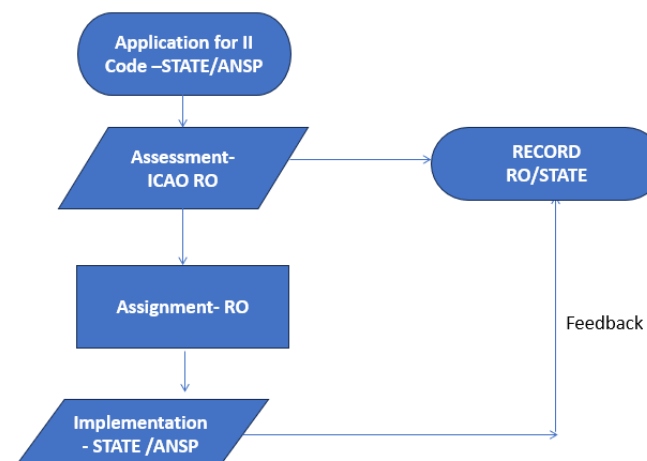 Application for II
Code –STATE/ANSP
Assessment-
ICAO RO
RECORD
RO/STATE
Assignment- RO
Feedback
Implementation
- STATE /ANSP